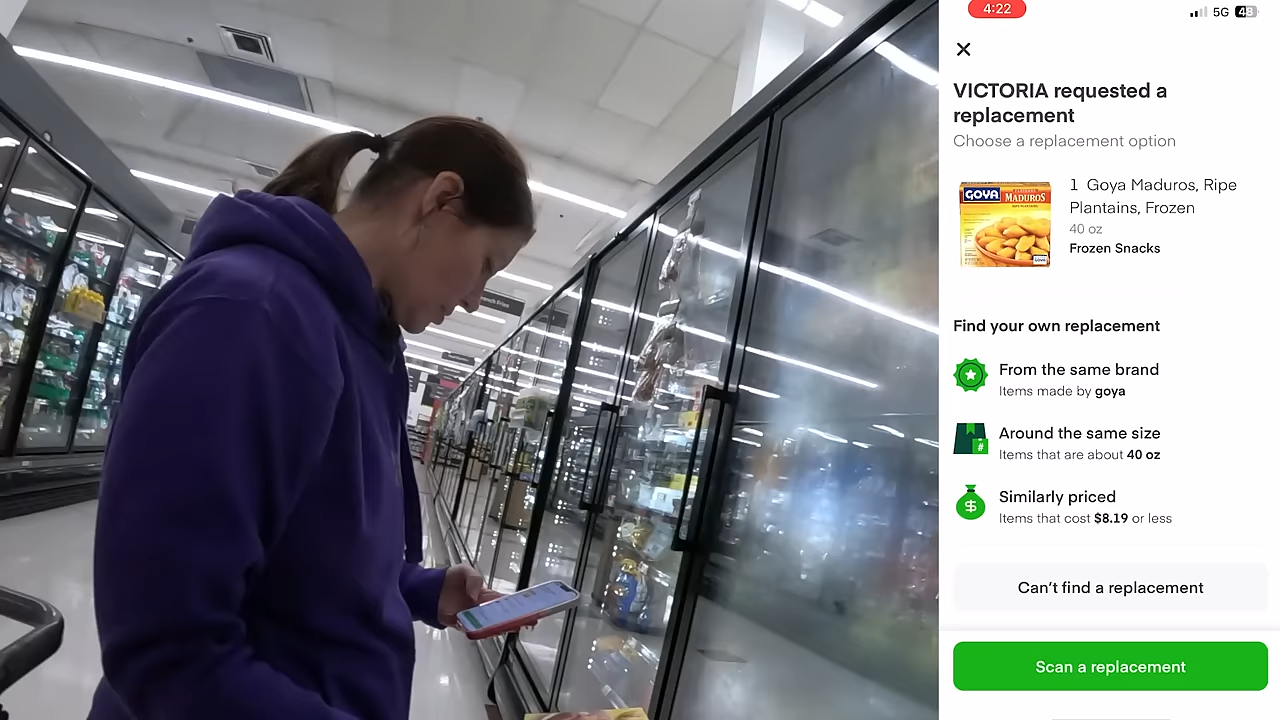 French Fries
4:22
5G 48
VICTORIA requested a
replacement
Choose a replacement option
GOYA
MADUROS
1 Goya Maduros, Ripe
Plantains, Frozen
40 oz
Frozen Snacks
Find your own replacement
From the same brand
Items made by goya
#
Around the same size
Items that are about 40 oz
$
Similarly priced
Items that cost $8.19 or less
Can't find a replacement
Scan a replacement